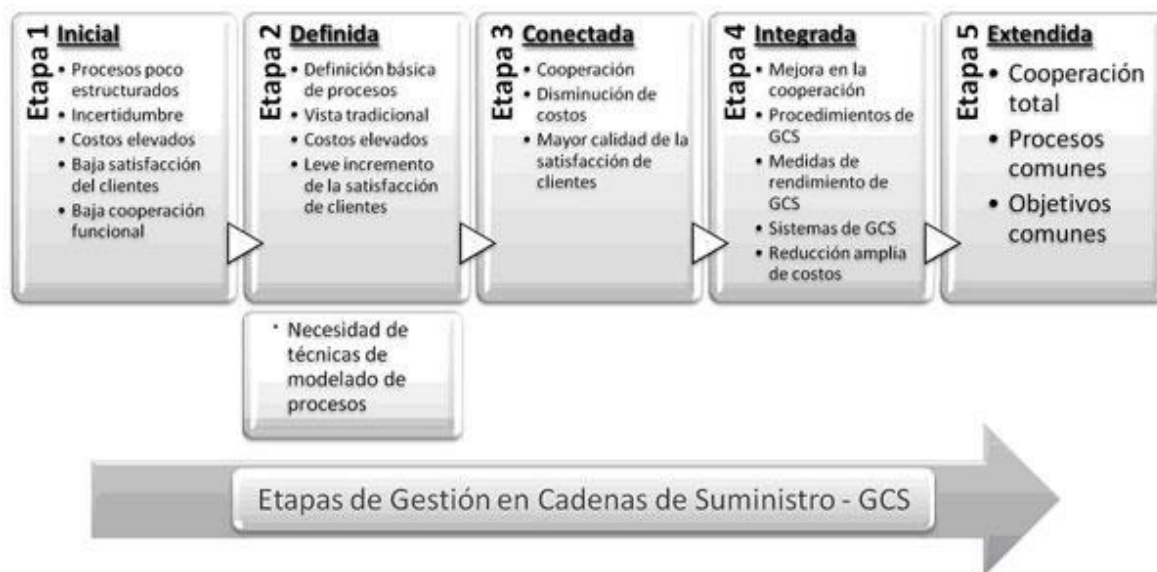 Etapa 1
Inicial
• Procesos poco
estructurados
• Incertidumbre
• Costos elevados
• Baja satisfacción
del clientes
• Baja cooperación
funcional
Etapa 2
Definida
• Definición básica
de procesos
• Vista tradicional
• Costos elevados
• Leve incremento
de la satisfacción
de clientes
• Necesidad de
técnicas de
modelado de
procesos
Etapa 3
Conectada
• Cooperación
• Disminución de
costos
• Mayor calidad de la
satisfacción de
clientes
Etapa 4
Integrada
• Mejora en la
cooperación
• Procedimientos de
GCS
• Medidas de
rendimiento de
GCS
• Sistemas de GCS
• Reducción amplia
de costos
Etapa 5
Extendida
• Cooperación
total
• Procesos
comunes
• Objetivos
comunes
Etapas de Gestión en Cadenas de Suministro - GCS